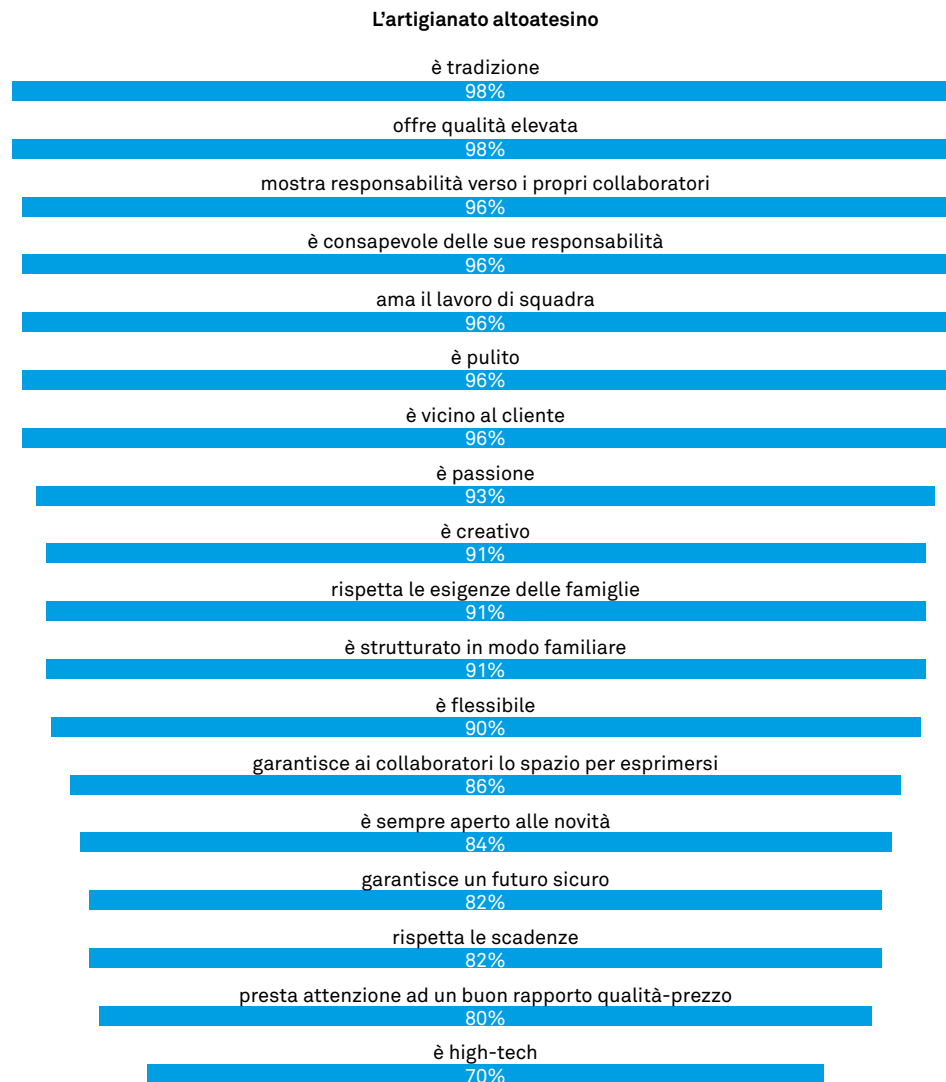 L'artigianato altoatesino
è tradizione
98%
offre qualità elevata
98%
mostra responsabilità verso i propri collaboratori
96%
è consapevole delle sue responsabilità
96%
ama il lavoro di squadra
96%
è pulito
96%
è vicino al cliente
96%
è passione
93%
è creativo
91%
rispetta le esigenze delle famiglie
91%
è strutturato in modo familiare
91%
è flessibile
90%
garantisce ai collaboratori lo spazio per esprimersi
86%
è sempre aperto alle novità
84%
garantisce un futuro sicuro
82%
rispetta le scadenze
82%
presta attenzione ad un buon rapporto qualità-prezzo
80%
è high-tech
70%